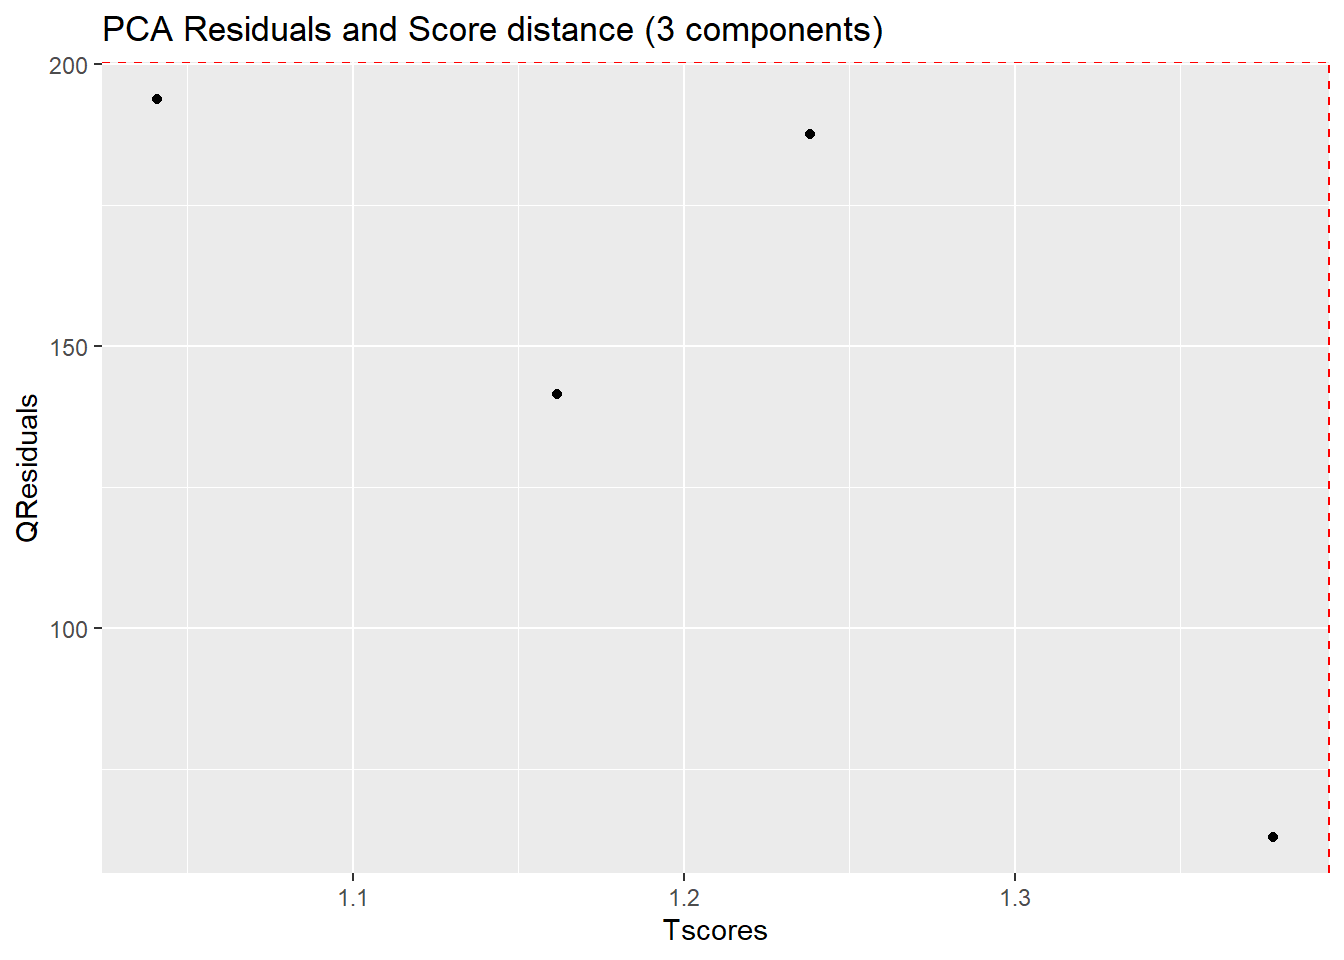 PCA Residuals and Score distance (3 components)
200
150
100
QResiduals
1.1 1.2 1.3
Tscores